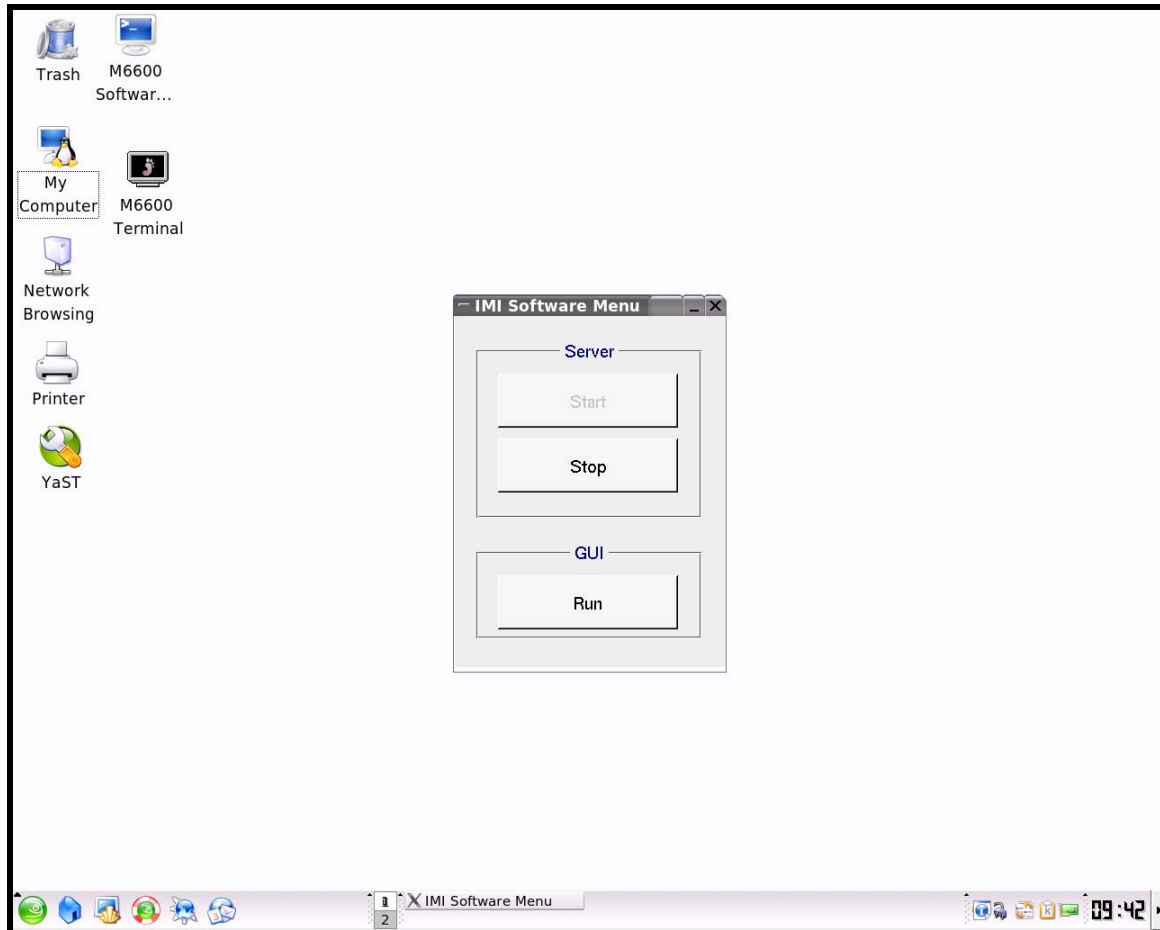 Trash
M6600
Softwar...
My
Computer
M6600
Terminal
Network
Browsing
Printer
YaST
IMI Software Menu
Server
Start
Stop
GUI
Run
2
IMI Software Menu
09:42